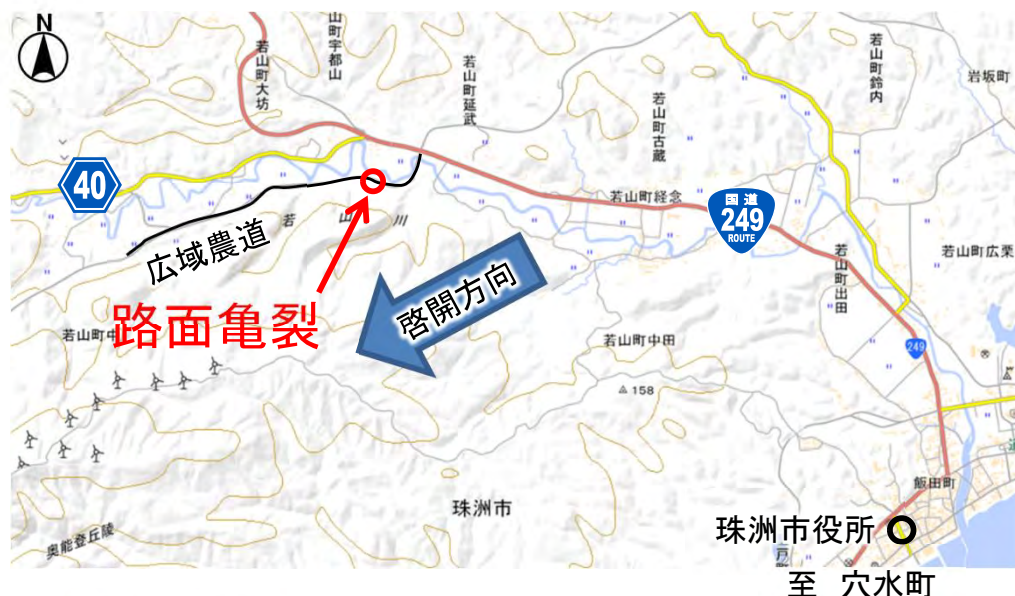 N
若山町大坊
山町宇都山
若山町延武
若山町古蔵
若山町鈴内
岩坂町
40
若山町経念
国道
249
ROUTE
若山川
広域農道
若山町出田
若山町広栗
啓開方向
路面亀裂
若山町中
若山町中田
249
158
飯田町
珠洲市
奥能登丘陵
珠洲市役所
至 穴水町